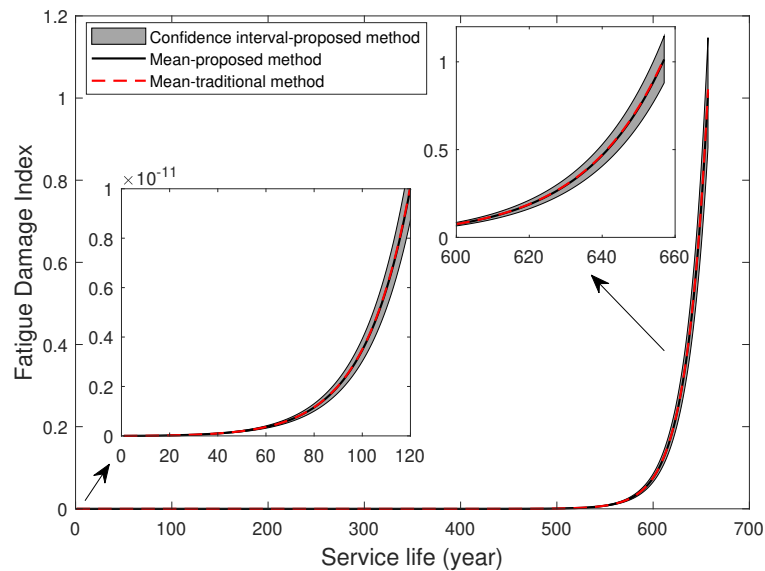 1.2
1
0.8
0.6
0.4
0.2
0
Fatigue Damage Index
Confidence interval-proposed method
Mean-proposed method
Mean-traditional method
1
0.5
0
600 620 640 660
×10^-11
1
0.8
0.6
0.4
0.2
0
0 20 40 60 80 100 120
0 100 200 300 400 500 600 700
Service life (year)